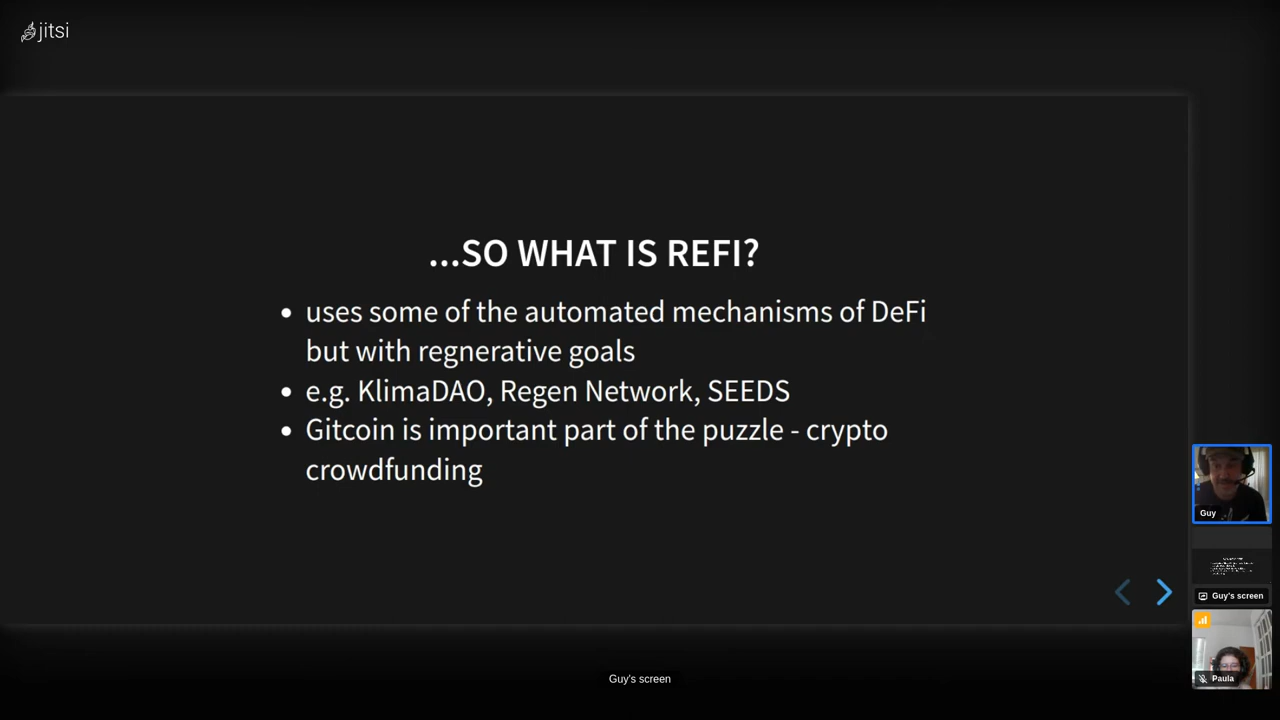 jitsi
...SO WHAT IS REFI?
• uses some of the automated mechanisms of DeFi
but with regnerative goals
• e.g. KlimaDAO, Regen Network, SEEDS
• Gitcoin is important part of the puzzle - crypto
crowdfunding
Guy
Guy's screen
Paula
Guy's screen